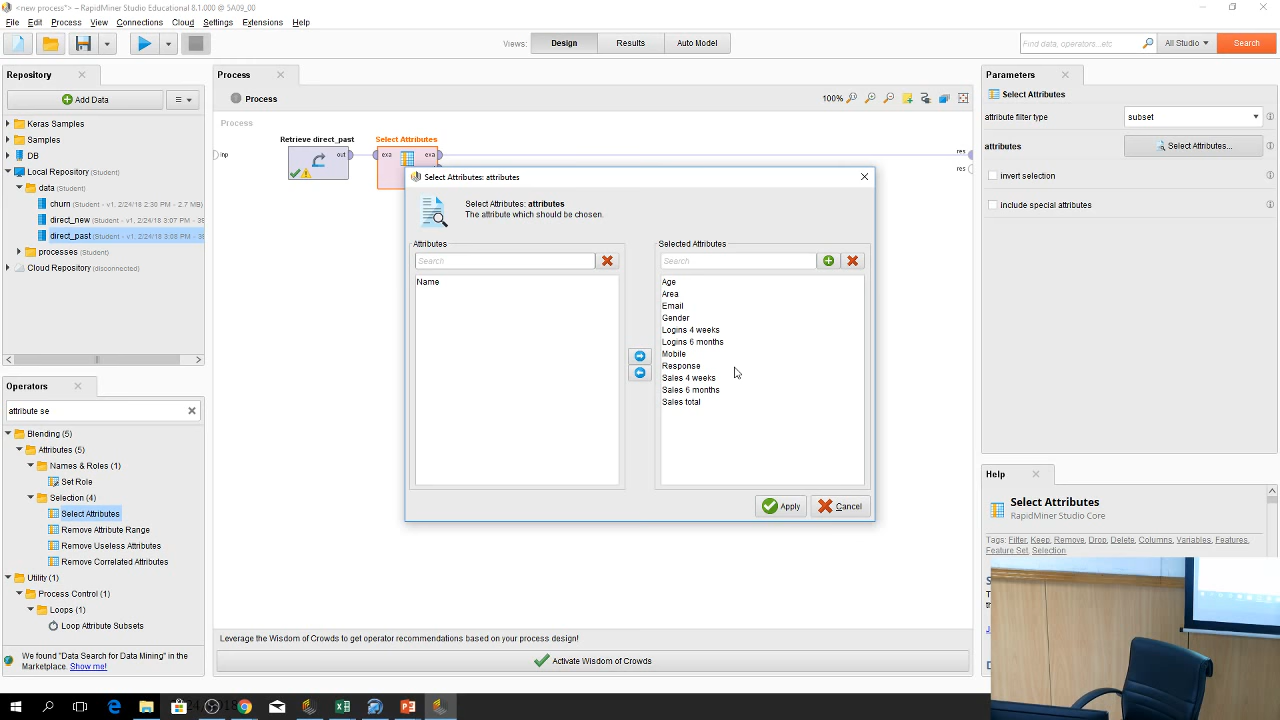 <new process*> – RapidMiner Studio Educational 8.1.000 @ SA09_00
File Edit Process View Connections Cloud Settings Extensions Help
Views: Design Results Auto Model
Find data, operators...etc All Studio Search
Repository
Add Data
Keras Samples
Samples
DB
Local Repository (Student)
data (Student)
churn (Student - v1, 2/24/18 2:30 PM - 2.7 MB)
direct_new (Student - v1, 2/24/18 3:07 PM - 39
direct_past (Student - v1, 2/24/18 3:08 PM - 38
processes (Student)
Cloud Repository (disconnected)
Operators
attribute se
Blending (5)
Attributes (5)
Names & Roles (1)
Set Role
Selection (4)
Select Attributes
Remove Attribute Range
Remove Useless Attributes
Remove Correlated Attributes
Utility (1)
Process Control (1)
Loops (1)
Loop Attribute Subsets
We found "Data Search for Data Mining" in the
Marketplace. Show me!
Process
Process
100%
Process
inp
Retrieve direct_past
out
Select Attributes
exa exa
res
res
Select Attributes: attributes
Select Attributes: attributes
The attribute which should be chosen.
Attributes
Search
Name
Selected Attributes
Search
Age
Area
Email
Gender
Logins 4 weeks
Logins 6 months
Mobile
Response
Sales 4 weeks
Sales 6 months
Sales total
Apply
Cancel
Leverage the Wisdom of Crowds to get operator recommendations based on your process design!
Activate Wisdom of Crowds
Parameters
Select Attributes
attribute filter type subset
attributes Select Attributes...
invert selection
include special attributes
Help
Select Attributes
RapidMiner Studio Core
Tags: Filter, Keep, Remove, Drop, Delete, Columns, Variables, Features,
Feature Set, Selection